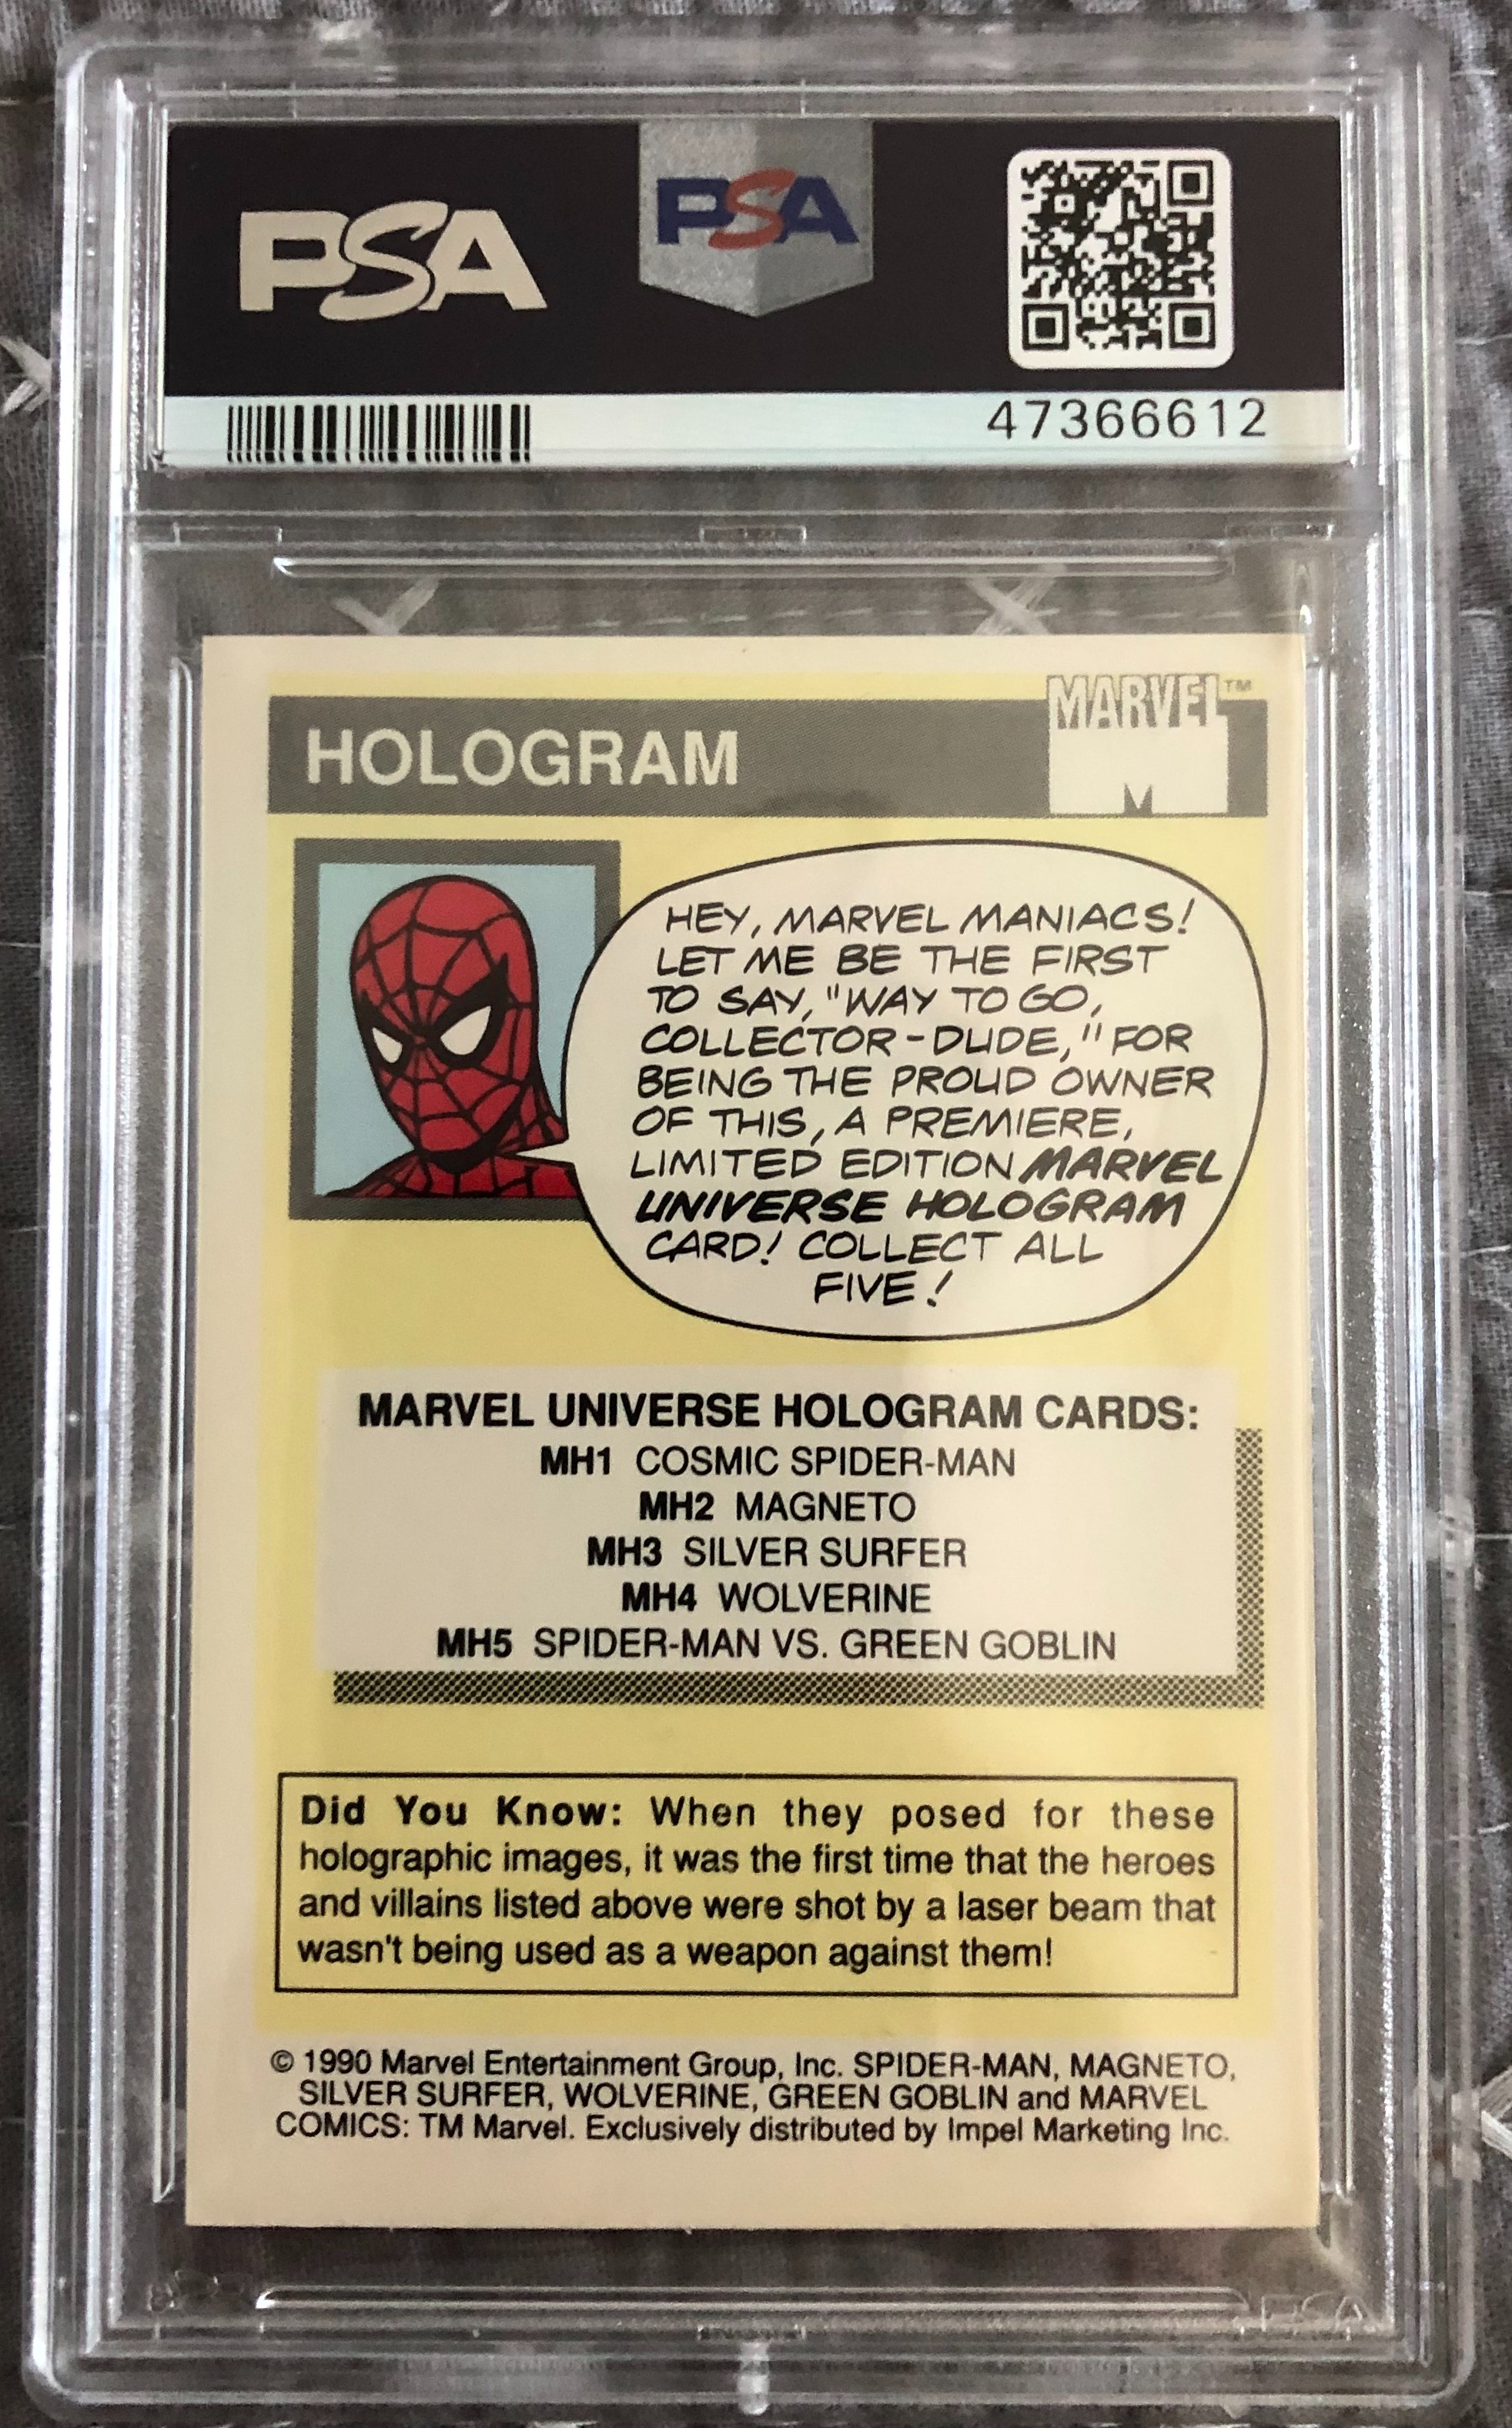 PSA
PSA
47366612
HOLOGRAM
MARVEL™
HEY, MARVEL MANIACS!
LET ME BE THE FIRST
TO SAY, "WAY TO GO,
COLLECTOR-DUDE," FOR
BEING THE PROUD OWNER
OF THIS, A PREMIERE,
LIMITED EDITION MARVEL
UNIVERSE HOLOGRAM
CARD! COLLECT ALL
FIVE!
MARVEL UNIVERSE HOLOGRAM CARDS:
MH1 COSMIC SPIDER-MAN
MH2 MAGNETO
MH3 SILVER SURFER
MH4 WOLVERINE
MH5 SPIDER-MAN VS. GREEN GOBLIN
Did You Know: When they posed for these
holographic images, it was the first time that the heroes
and villains listed above were shot by a laser beam that
wasn't being used as a weapon against them!
© 1990 Marvel Entertainment Group, Inc. SPIDER-MAN, MAGNETO,
SILVER SURFER, WOLVERINE, GREEN GOBLIN and MARVEL
COMICS: TM Marvel. Exclusively distributed by Impel Marketing Inc.
PSA